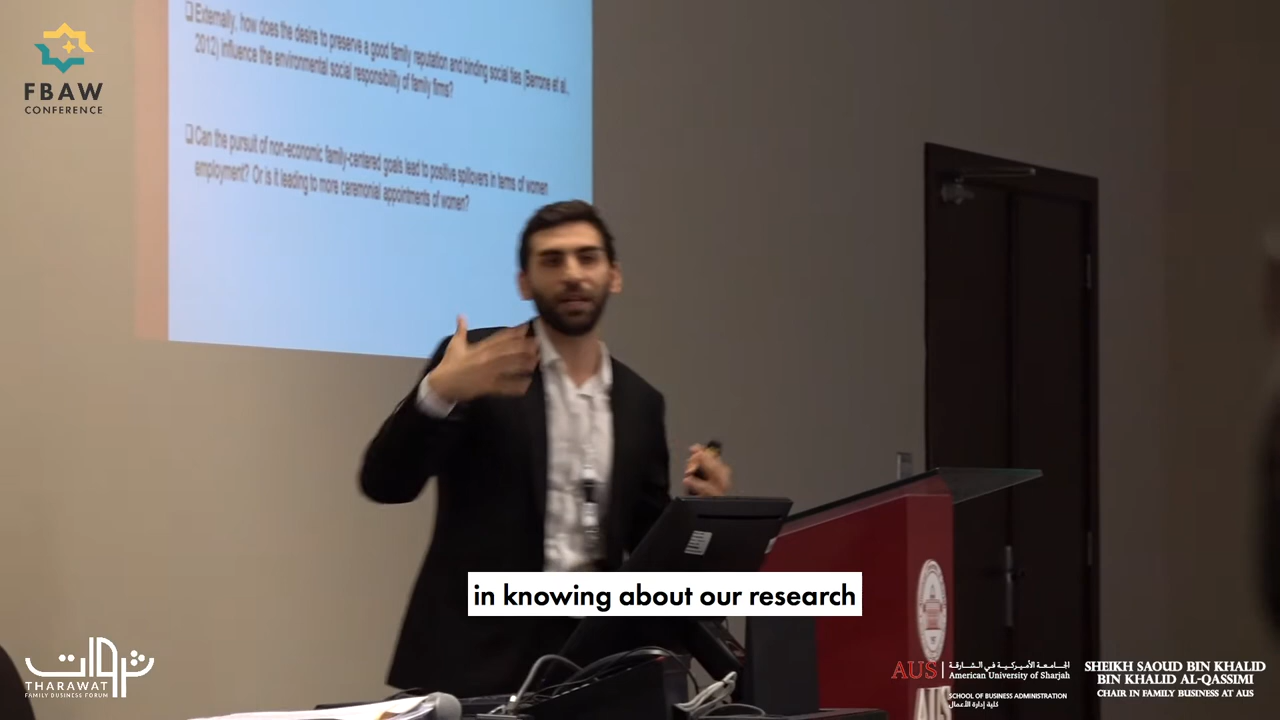 ❑Externally, how does the desire to preserve a good family reputation and binding social ties (Berrone et al.,
2012) influence the environmental social responsibility of family firms?
❑Can the pursuit of non-economic family-centered goals lead to positive spillovers in terms of women
employment? Or is it leading to more ceremonial appointments of women?
FBAW
CONFERENCE
in knowing about our research
ثروات
THARAWAT
FAMILY BUSINESS FORUM
AUS
الجامعة الأميركية في الشارقة
American University of Sharjah
SCHOOL OF BUSINESS ADMINISTRATION
كلية إدارة الأعمال
SHEIKH SAOUD BIN KHALID
BIN KHALID AL-QASSIMI
CHAIR IN FAMILY BUSINESS AT AUS
AUS